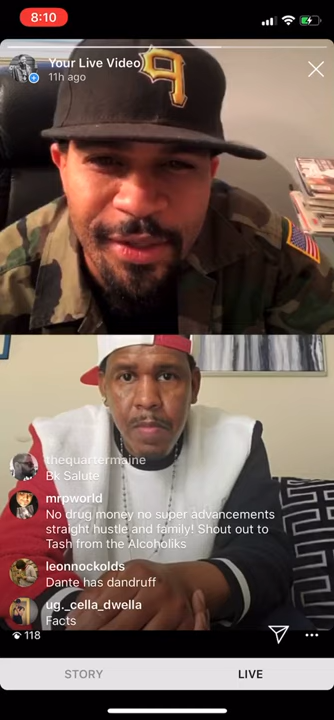 8:10
Your Live Video
11h ago
P
thequartermaine
Bk Salute
mrpworld
No drug money no super advancements
straight hustle and family! Shout out to
Tash from the Alcoholiks
leonnockolds
Dante has dandruff
ug._cella_dwella
Facts
118
STORY
LIVE